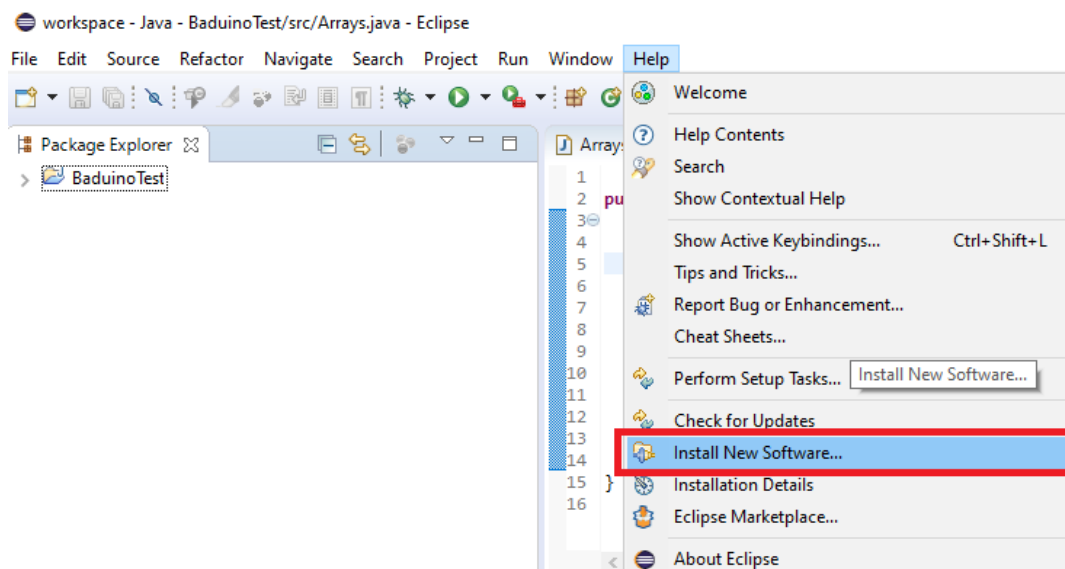 workspace - Java - BaduinoTest/src/Arrays.java - Eclipse
File Edit Source Refactor Navigate Search Project Run Window Help
Package Explorer
BaduinoTest
Array
1
2 pu
3
4
5
6
7
8
9
10
11
12
13
14
15 }
16
Welcome
Help Contents
Search
Show Contextual Help
Show Active Keybindings... Ctrl+Shift+L
Tips and Tricks...
Report Bug or Enhancement...
Cheat Sheets...
Perform Setup Tasks... Install New Software...
Check for Updates
Install New Software...
Installation Details
Eclipse Marketplace...
About Eclipse